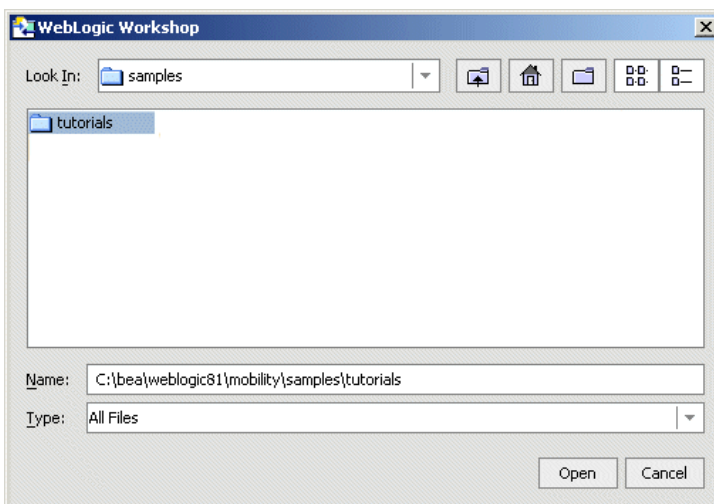 WebLogic Workshop
Look In: samples
tutorials
Name: C:\bea\weblogic81\mobility\samples\tutorials
Type: All Files
Open Cancel